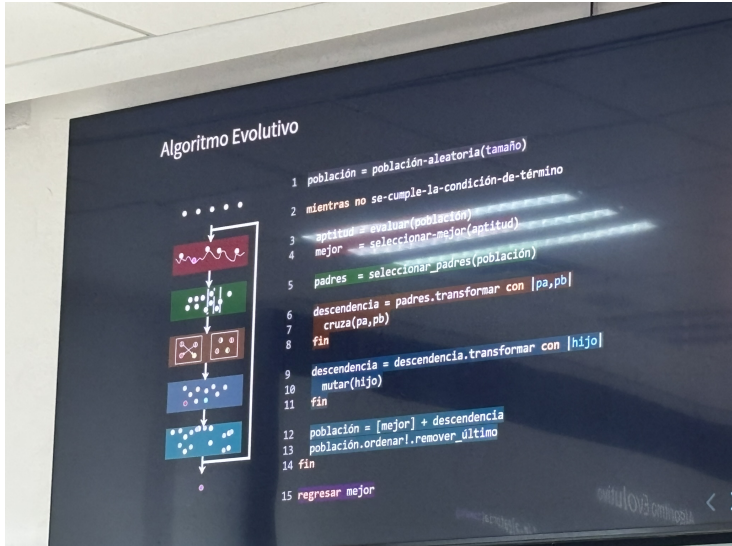 Algoritmo Evolutivo
1 población = población-aleatoria(tamaño)
2 mientras no se-cumple-la-condición-de-término
3 aptitud = evaluar(población)
4 mejor = seleccionar-mejor(aptitud)
5 padres = seleccionar_padres(población)
6 descendencia = padres.transformar con |pa,pb|
7 cruza(pa,pb)
8 fin
9 descendencia = descendencia.transformar con |hijo|
10 mutar(hijo)
11 fin
12 población = [mejor] + descendencia
13 población.ordenar!.remover_último
14 fin
15 regresar mejor
Algoritmo Evolutivo